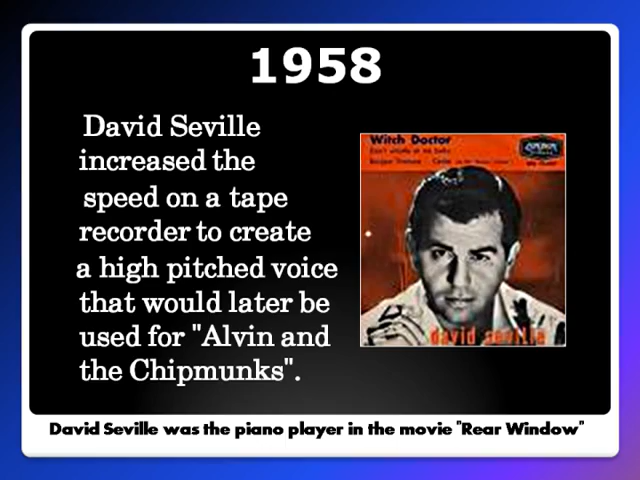 1958
David Seville
increased the
speed on a tape
recorder to create
a high pitched voice
that would later be
used for "Alvin and
the Chipmunks".
Witch Doctor
LONDON
david seville
David Seville was the piano player in the movie "Rear Window"